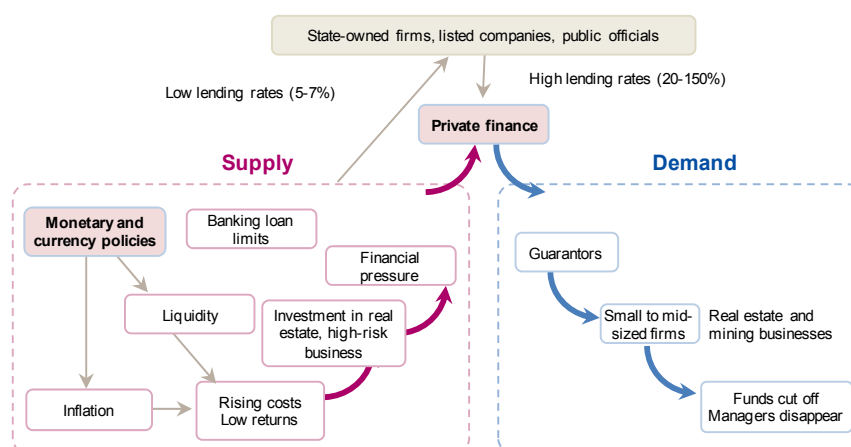 State-owned firms, listed companies, public officials
Low lending rates (5-7%)
High lending rates (20-150%)
Private finance
Supply
Demand
Monetary and
currency policies
Banking loan
limits
Financial
pressure
Guarantors
Liquidity
Investment in real
estate, high-risk
business
Small to mid-
sized firms
Real estate and
mining businesses
Inflation
Rising costs
Low returns
Funds cut off
Managers disappear